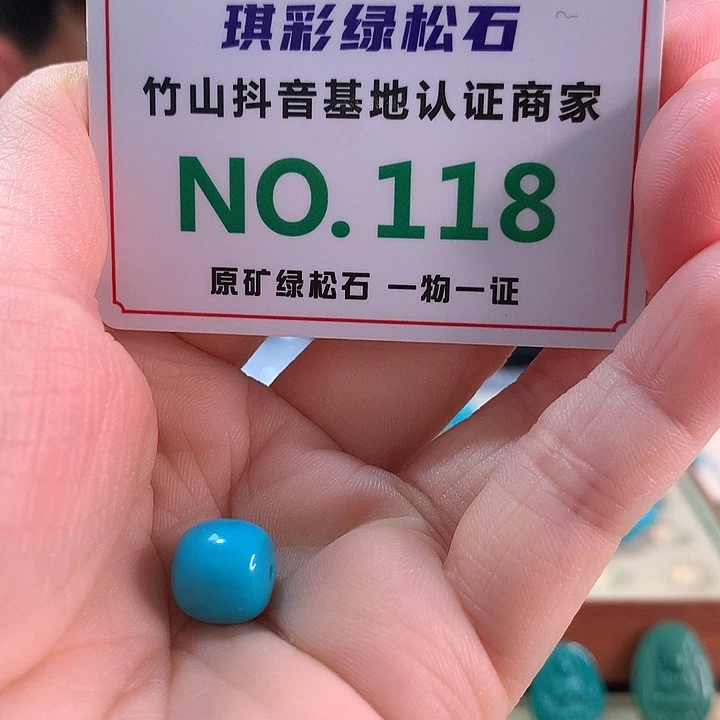 琪彩绿松石
竹山抖音基地认证商家
NO.118
原矿绿松石 一物一证